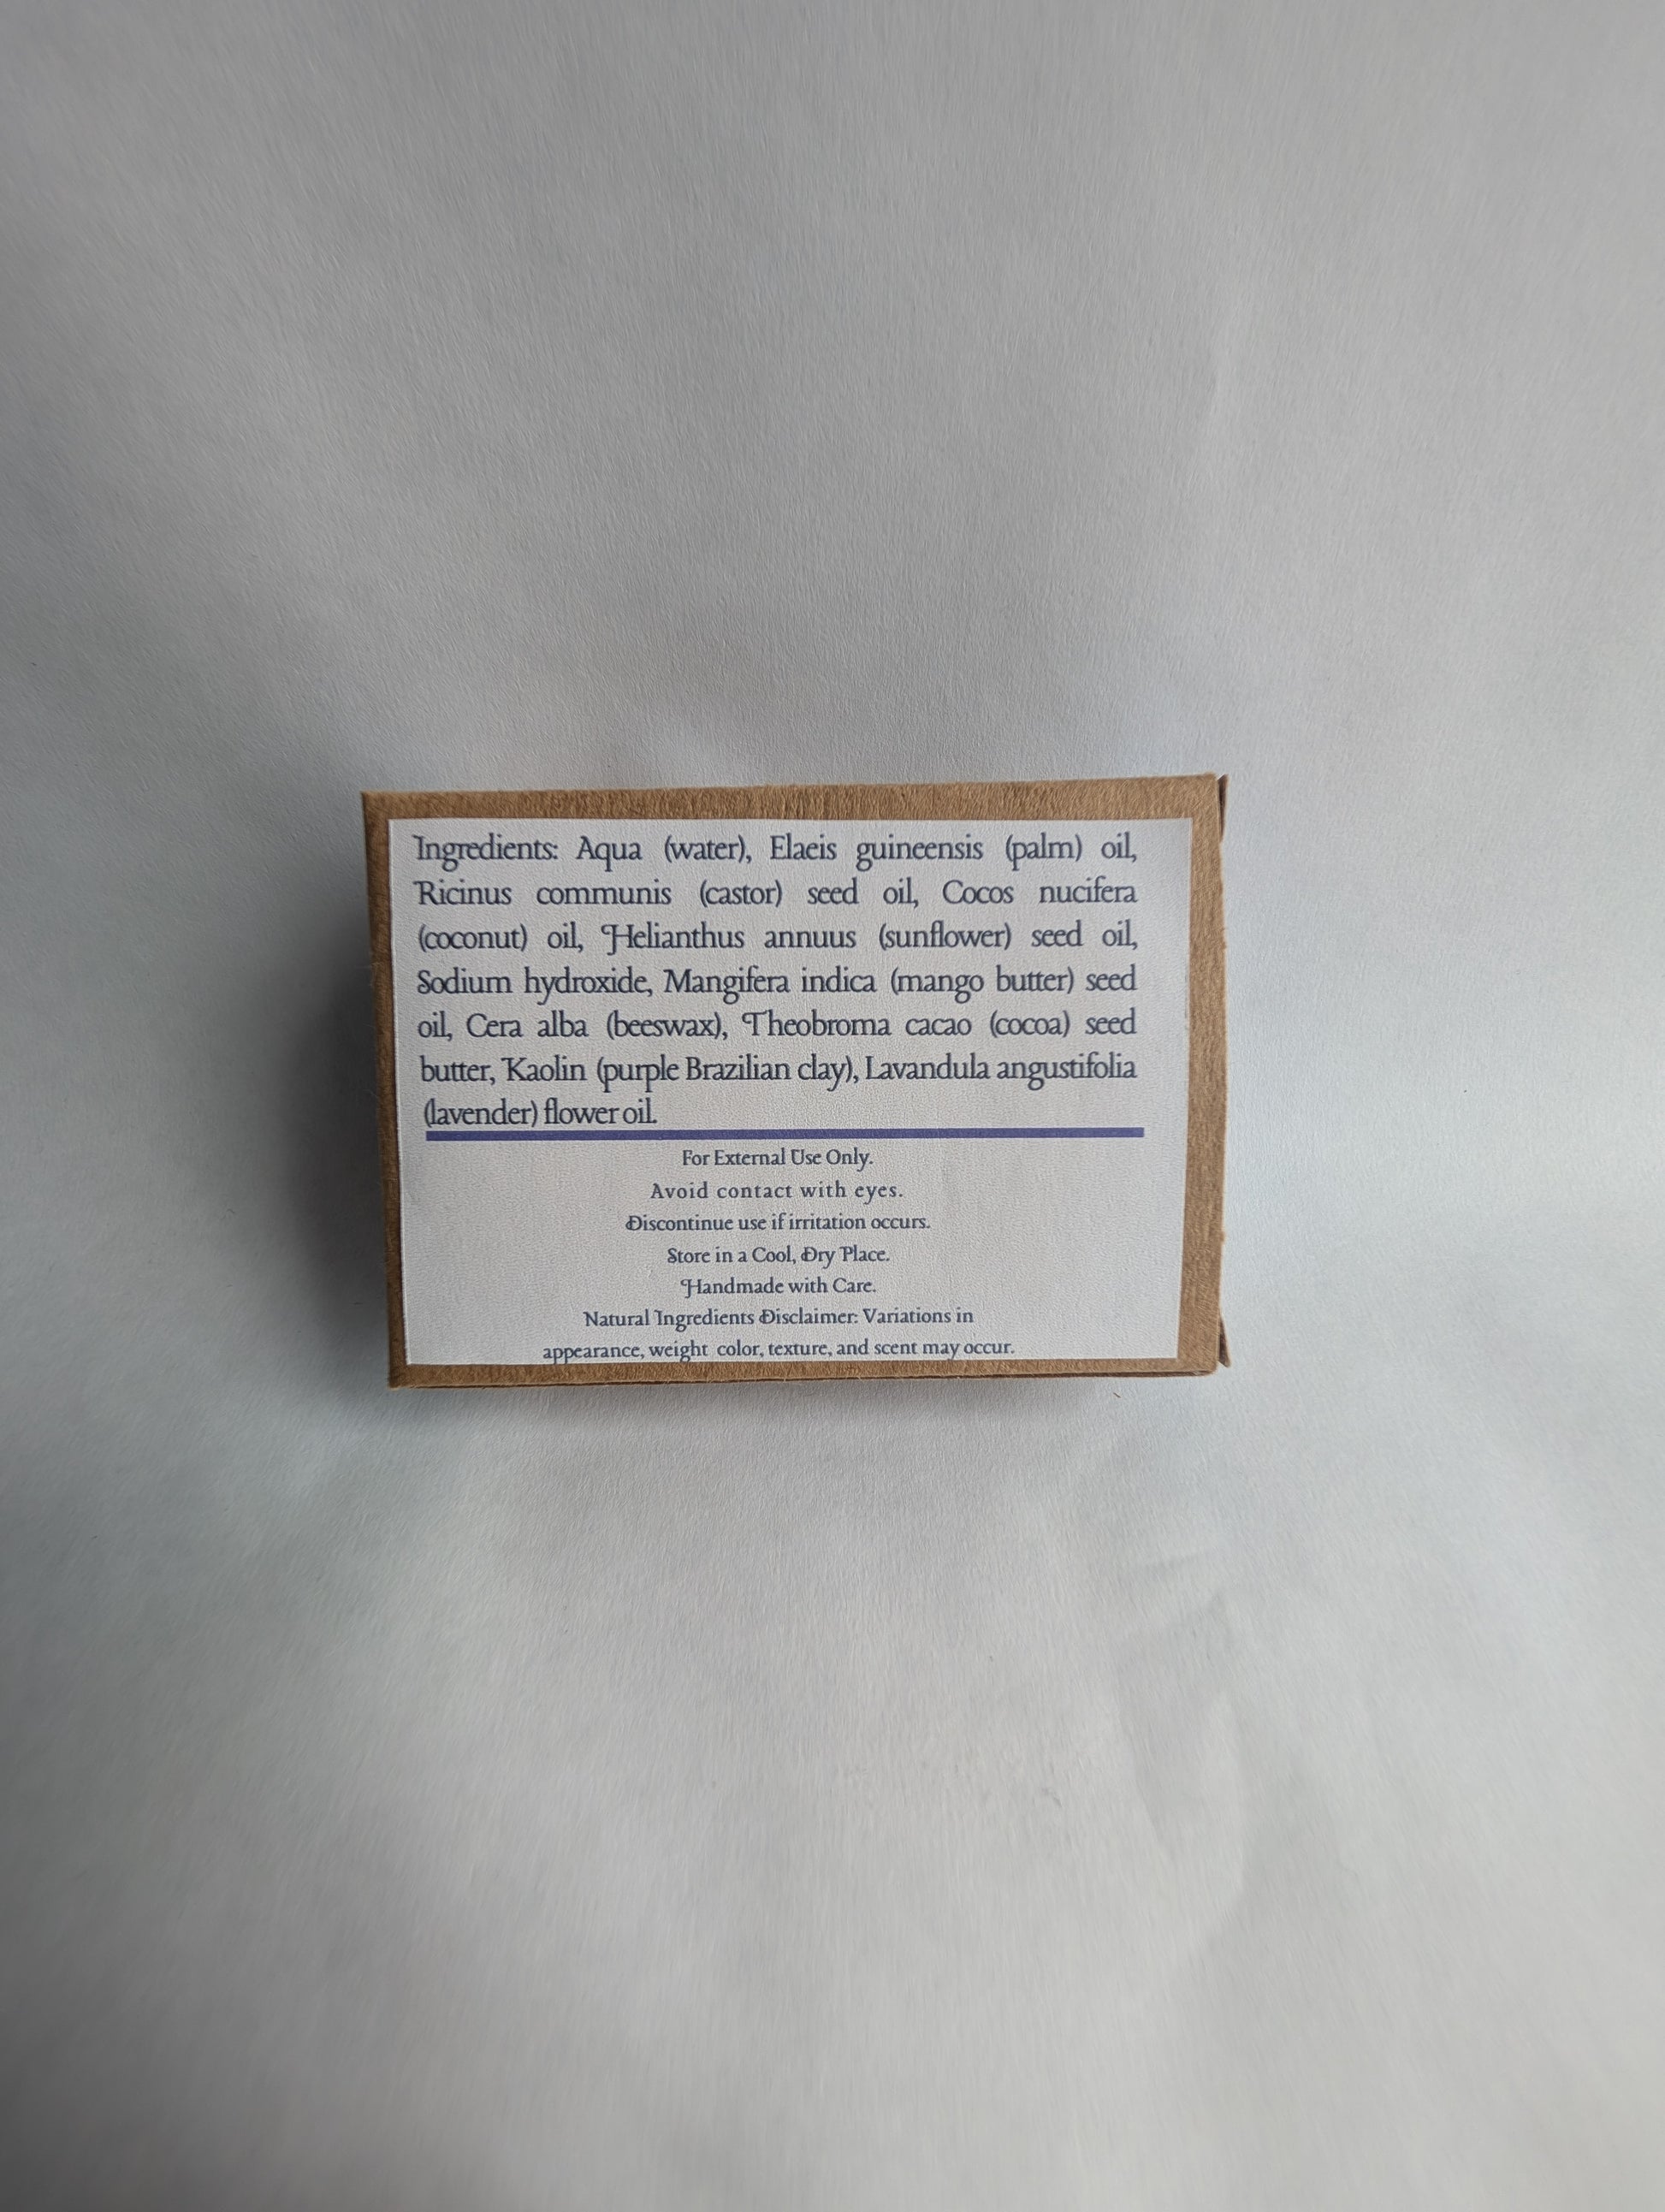 Ingredients: Aqua (water), Elaeis guineensis (palm) oil,
Ricinus communis (castor) seed oil, Cocos nucifera
(coconut) oil, Helianthus annuus (sunflower) seed oil,
Sodium hydroxide, Mangifera indica (mango butter) seed
oil, Cera alba (beeswax), Theobroma cacao (cocoa) seed
butter, Kaolin (purple Brazilian clay), Lavandula angustifolia
(lavender) flower oil.
For External Use Only.
Avoid contact with eyes.
Discontinue use if irritation occurs.
Store in a Cool, Dry Place.
Handmade with Care.
Natural Ingredients Disclaimer: Variations in
appearance, weight color, texture, and scent may occur.